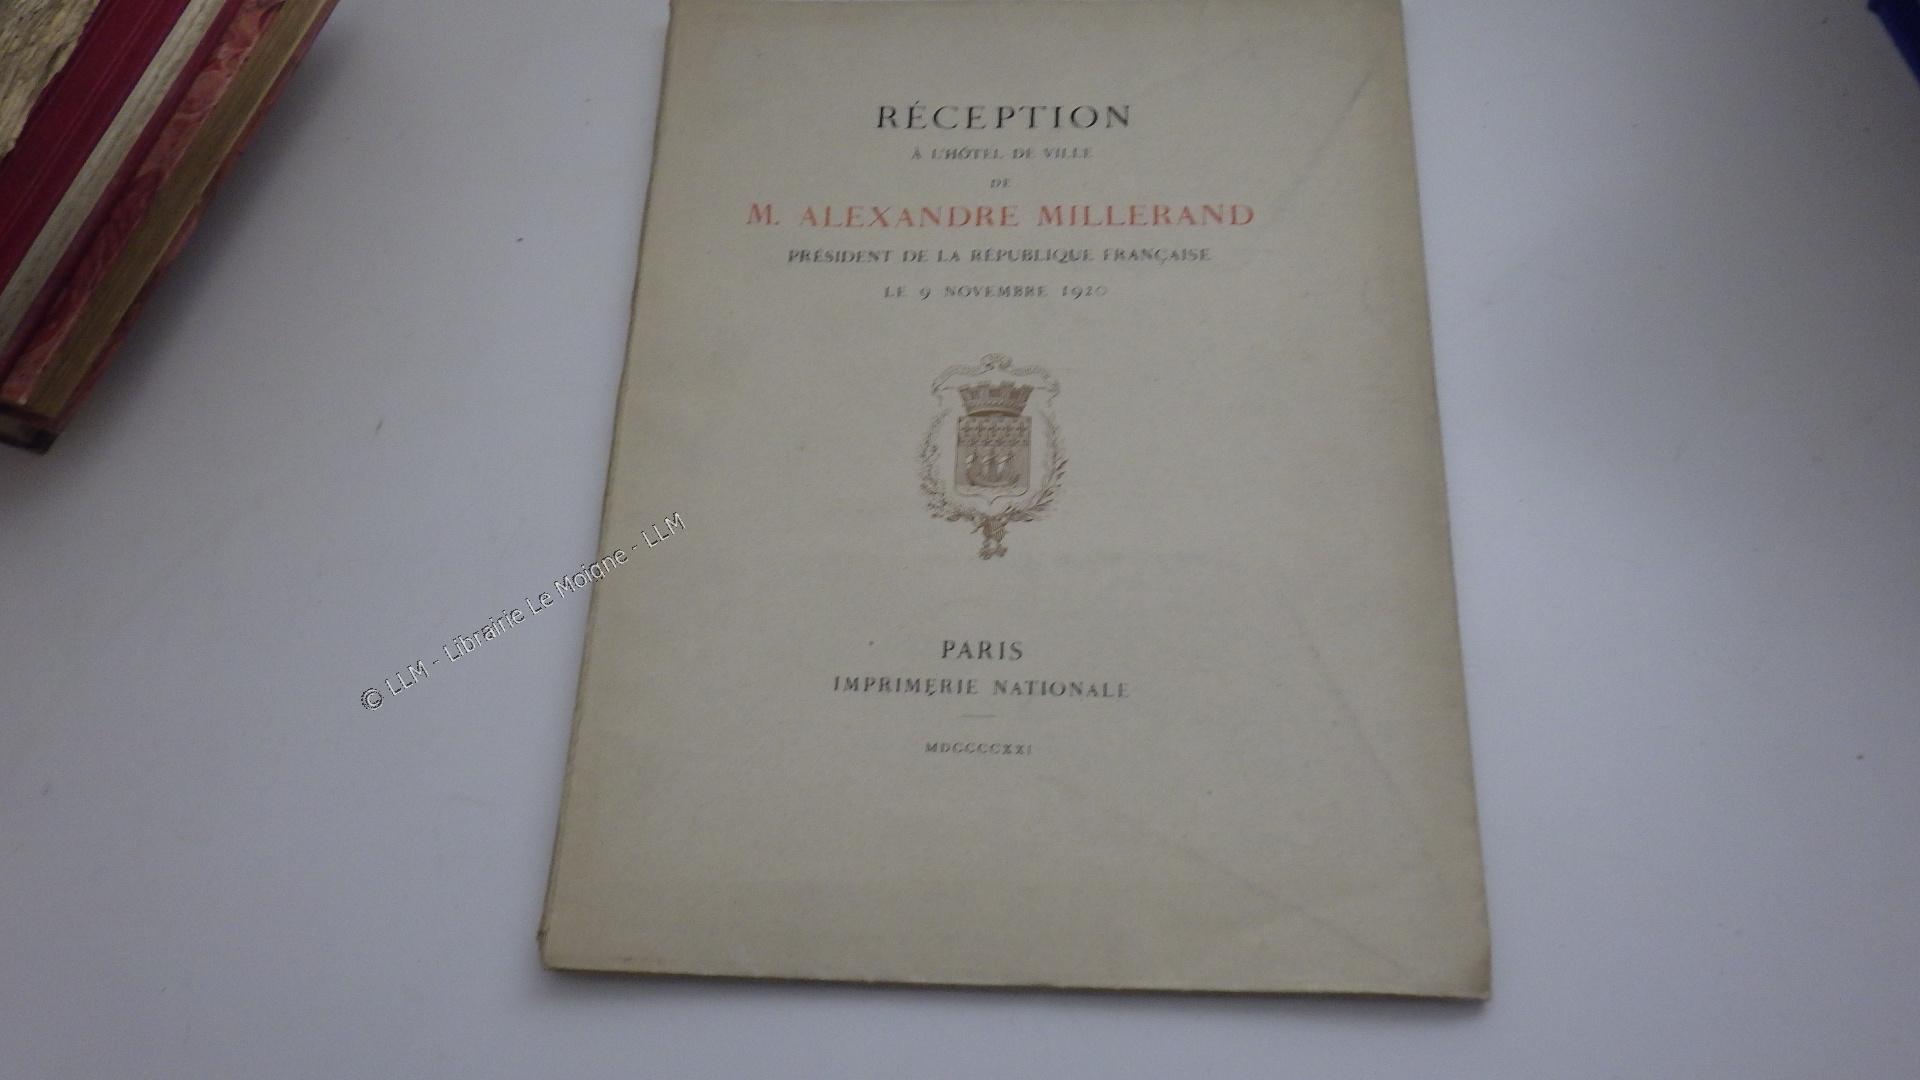 RÉCEPTION
À L'HÔTEL DE VILLE
DE
M. ALEXANDRE MILLERAND
PRÉSIDENT DE LA RÉPUBLIQUE FRANÇAISE
LE 9 NOVEMBRE 1920
PARIS
IMPRIMERIE NATIONALE
MDCCCCXXI
© LLM - Librairie Le Moigne - LLM